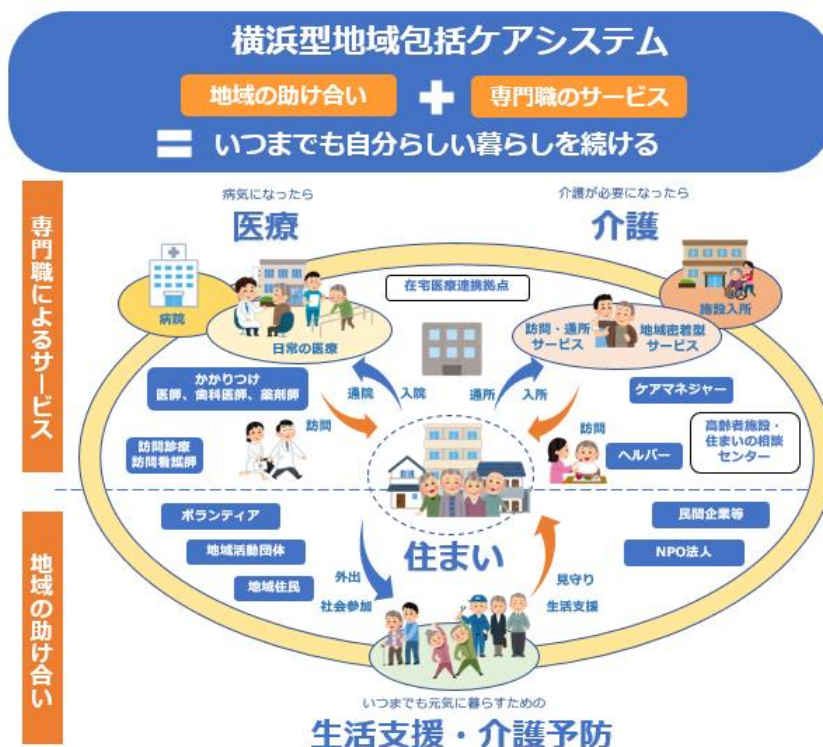 横浜型地域包括ケアシステム
地域の助け合い
＋
専門職のサービス
＝ いつまでも自分らしい暮らしを続ける
専門職によるサービス
病気になったら
医療
介護が必要になったら
介護
病院
日常の医療
在宅医療連携拠点
訪問・通所
サービス
地域密着型
サービス
施設入所
かかりつけ
医師、歯科医師、薬剤師
通院
入院
通所
入所
ケアマネジャー
訪問
訪問診療
訪問看護師
訪問
ヘルパー
高齢者施設・
住まいの相談
センター
住まい
地域の助け合い
ボランティア
地域活動団体
地域住民
外出
社会参加
見守り
生活支援
民間企業等
NPO法人
いつまでも元気に暮らすための
生活支援・介護予防